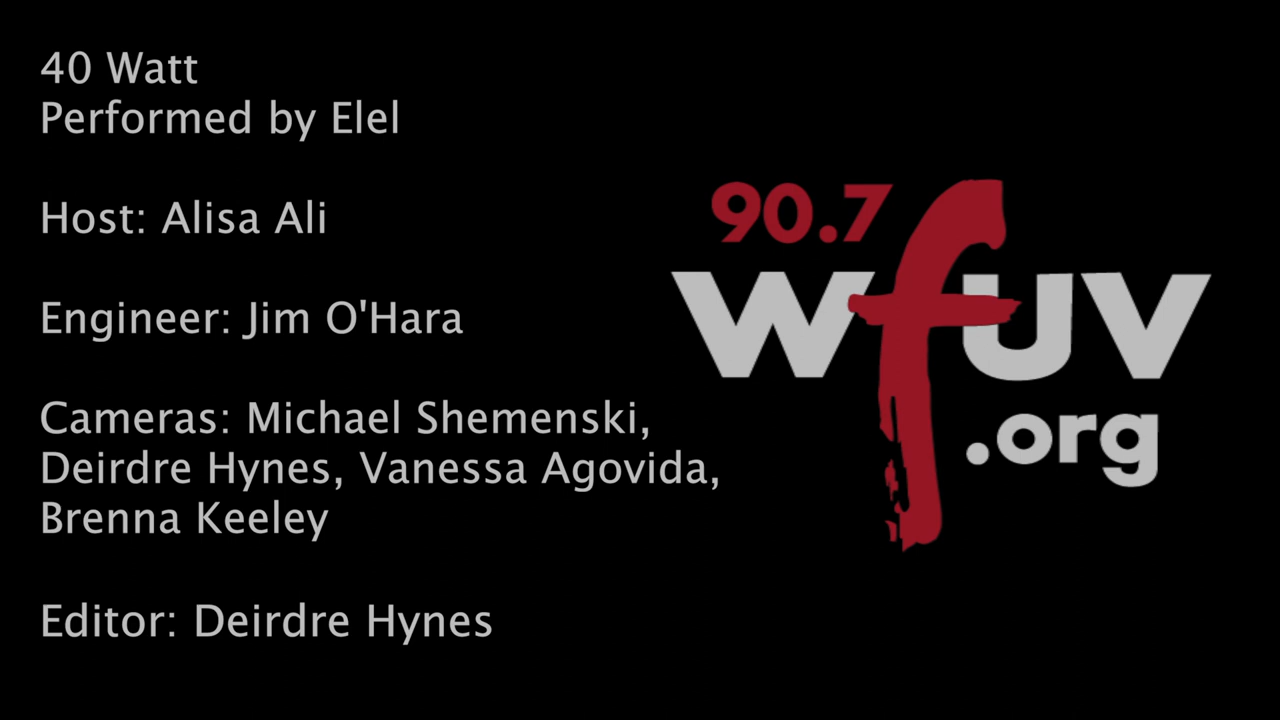 40 Watt
Performed by Elel
Host: Alisa Ali
Engineer: Jim O'Hara
Cameras: Michael Shemenski,
Deirdre Hynes, Vanessa Agovida,
Brenna Keeley
Editor: Deirdre Hynes
90.7
wfuv
.org